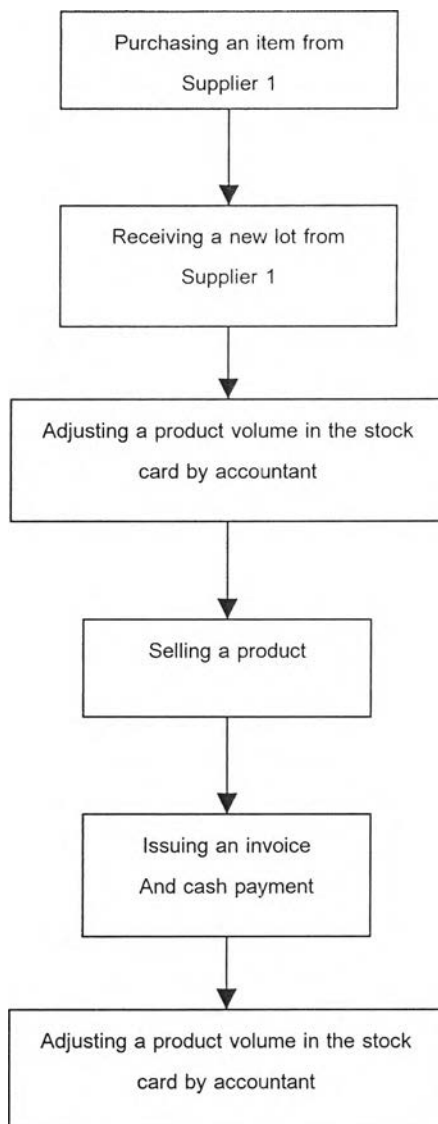 Purchasing an item from
Supplier 1
Receiving a new lot from
Supplier 1
Adjusting a product volume in the stock
card by accountant
Selling a product
Issuing an invoice
And cash payment
Adjusting a product volume in the stock
card by accountant